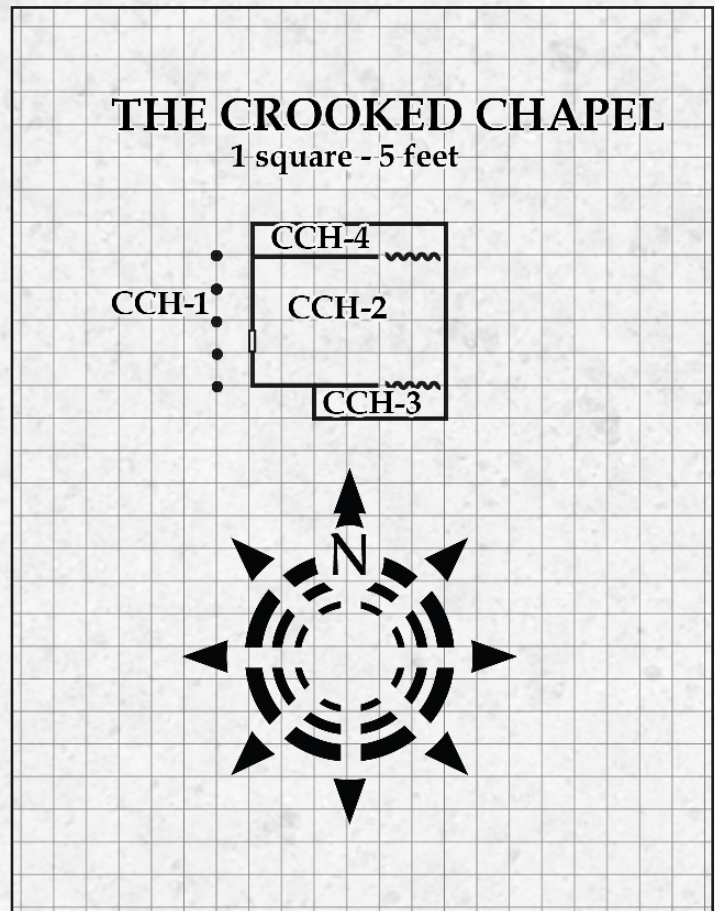 THE CROOKED CHAPEL
1 square - 5 feet
CCH-4
CCH-1
CCH-2
CCH-3
N